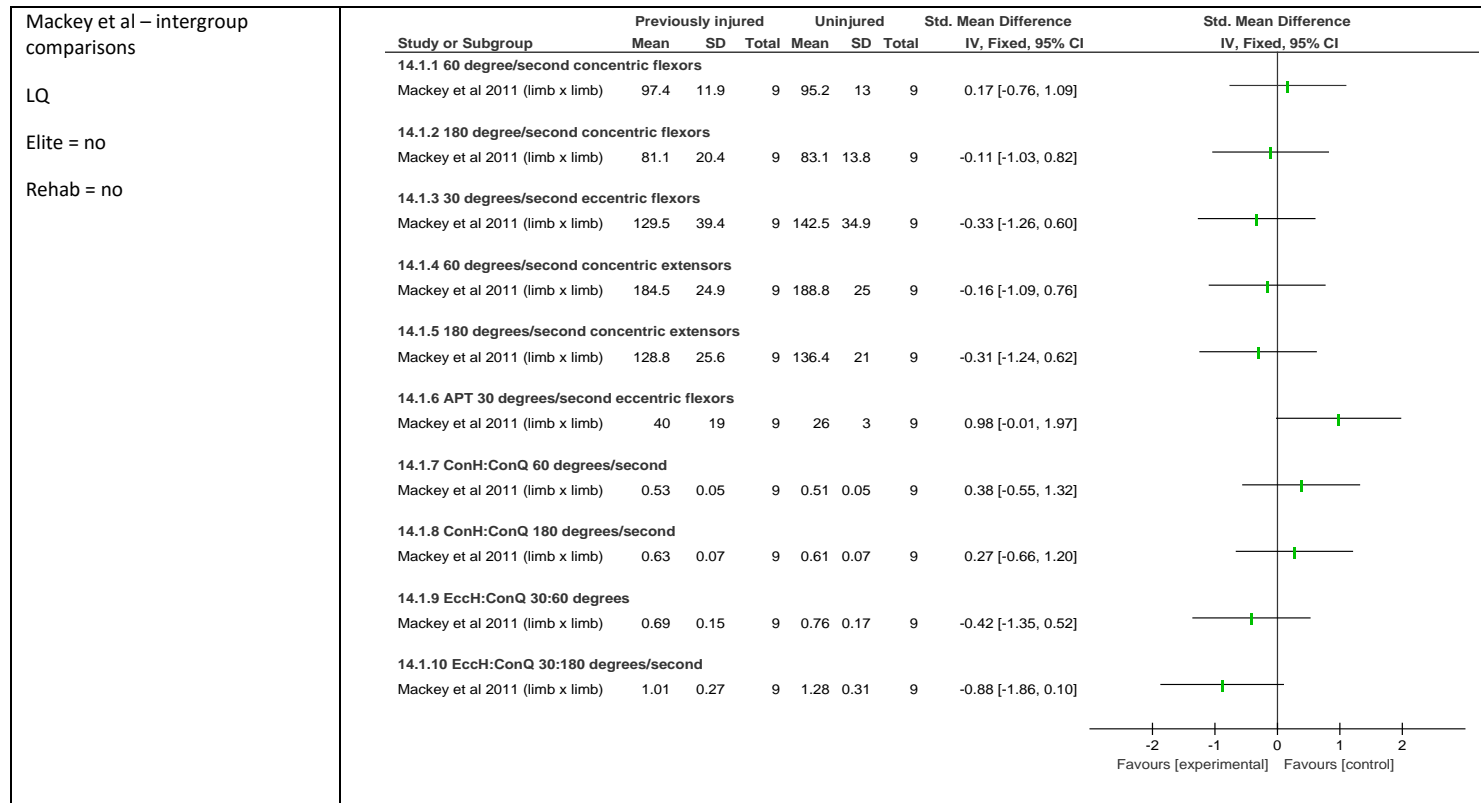 Mackey et al – intergroup
comparisons
LQ
Elite = no
Rehab = no
Previously injured Uninjured Std. Mean Difference Std. Mean Difference
Study or Subgroup Mean SD Total Mean SD Total IV, Fixed, 95% CI IV, Fixed, 95% CI
14.1.1 60 degree/second concentric flexors
Mackey et al 2011 (limb x limb) 97.4 11.9 9 95.2 13 9 0.17 [-0.76, 1.09]
14.1.2 180 degree/second concentric flexors
Mackey et al 2011 (limb x limb) 81.1 20.4 9 83.1 13.8 9 -0.11 [-1.03, 0.82]
14.1.3 30 degrees/second eccentric flexors
Mackey et al 2011 (limb x limb) 129.5 39.4 9 142.5 34.9 9 -0.33 [-1.26, 0.60]
14.1.4 60 degrees/second concentric extensors
Mackey et al 2011 (limb x limb) 184.5 24.9 9 188.8 25 9 -0.16 [-1.09, 0.76]
14.1.5 180 degrees/second concentric extensors
Mackey et al 2011 (limb x limb) 128.8 25.6 9 136.4 21 9 -0.31 [-1.24, 0.62]
14.1.6 APT 30 degrees/second eccentric flexors
Mackey et al 2011 (limb x limb) 40 19 9 26 3 9 0.98 [-0.01, 1.97]
14.1.7 ConH:ConQ 60 degrees/second
Mackey et al 2011 (limb x limb) 0.53 0.05 9 0.51 0.05 9 0.38 [-0.55, 1.32]
14.1.8 ConH:ConQ 180 degrees/second
Mackey et al 2011 (limb x limb) 0.63 0.07 9 0.61 0.07 9 0.27 [-0.66, 1.20]
14.1.9 EccH:ConQ 30:60 degrees
Mackey et al 2011 (limb x limb) 0.69 0.15 9 0.76 0.17 9 -0.42 [-1.35, 0.52]
14.1.10 EccH:ConQ 30:180 degrees/second
Mackey et al 2011 (limb x limb) 1.01 0.27 9 1.28 0.31 9 -0.88 [-1.86, 0.10]
-2 -1 0 1 2
Favours [experimental] Favours [control]